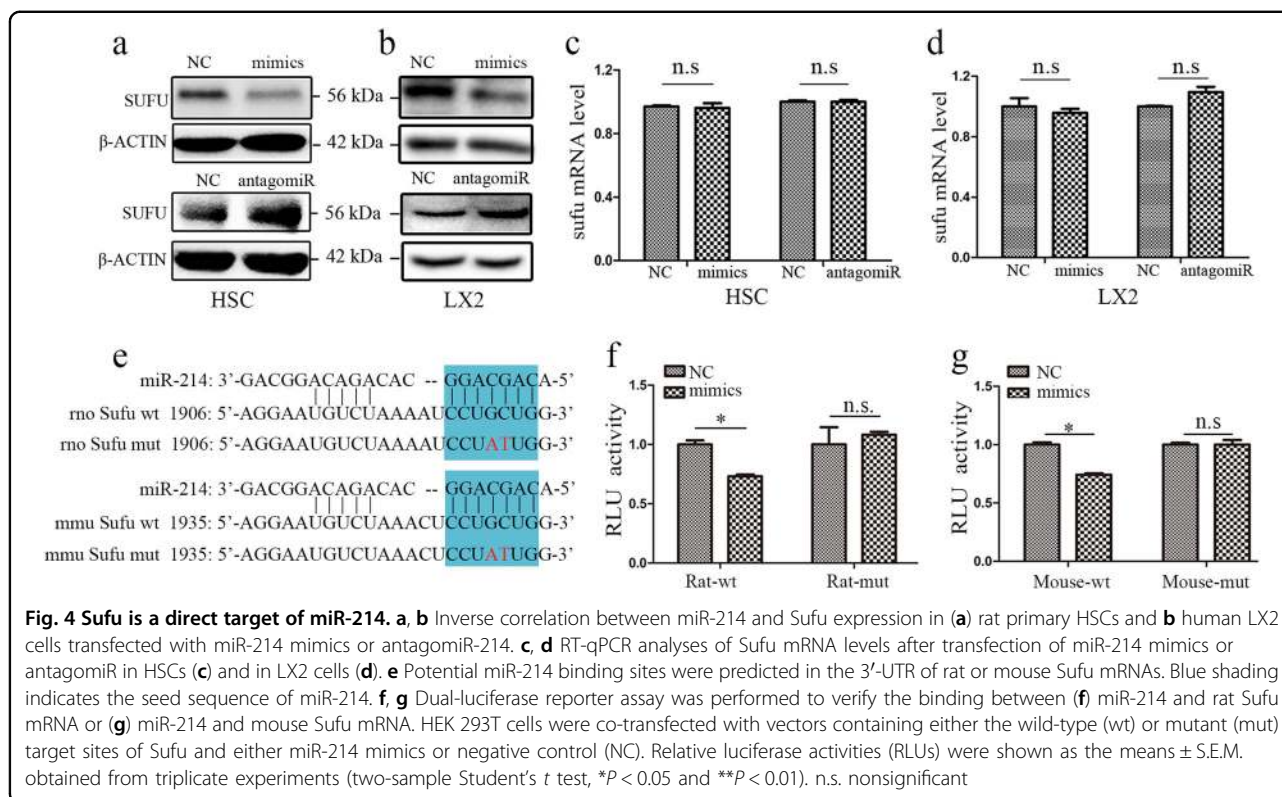 a
b
c
d
NC mimics
NC mimics
SUFU - 56 kDa -
β-ACTIN - 42 kDa -
NC antagomiR
NC antagomiR
SUFU - 56 kDa -
β-ACTIN - 42 kDa -
HSC
LX2
sufu mRNA level
1.2
0.8
0.4
0.0
n.s
n.s
NC mimics NC antagomiR
HSC
sufu mRNA level
1.2
0.8
0.4
0.0
n.s
n.s
NC mimics NC antagomiR
LX2
e
miR-214: 3'-GACGGACAGACAC -- GGACGACA-5'
rno Sufu wt 1906: 5'-AGGAAUGUCUAAAAUCCUGCUGG-3'
rno Sufu mut 1906: 5'-AGGAAUGUCUAAAAUCCUATUGG-3'
miR-214: 3'-GACGGACAGACAC -- GGACGACA-5'
mmu Sufu wt 1935: 5'-AGGAAUGUCUAAACUCCUGCUGG-3'
mmu Sufu mut 1935: 5'-AGGAAUGUCUAAACUCCUATUGG-3'
f
NC
mimics
RLU activity
1.5
1.0
0.5
0.0
*
n.s.
Rat-wt Rat-mut
g
NC
mimics
RLU activity
1.5
1.0
0.5
0.0
*
n.s
Mouse-wt Mouse-mut
Fig. 4 Sufu is a direct target of miR-214. a, b Inverse correlation between miR-214 and Sufu expression in (a) rat primary HSCs and b human LX2
cells transfected with miR-214 mimics or antagomiR-214. c, d RT-qPCR analyses of Sufu mRNA levels after transfection of miR-214 mimics or
antagomiR in HSCs (c) and in LX2 cells (d). e Potential miR-214 binding sites were predicted in the 3′-UTR of rat or mouse Sufu mRNAs. Blue shading
indicates the seed sequence of miR-214. f, g Dual-luciferase reporter assay was performed to verify the binding between (f) miR-214 and rat Sufu
mRNA or (g) miR-214 and mouse Sufu mRNA. HEK 293T cells were co-transfected with vectors containing either the wild-type (wt) or mutant (mut)
target sites of Sufu and either miR-214 mimics or negative control (NC). Relative luciferase activities (RLUs) were shown as the means ± S.E.M.
obtained from triplicate experiments (two-sample Student's t test, *P < 0.05 and **P < 0.01). n.s. nonsignificant